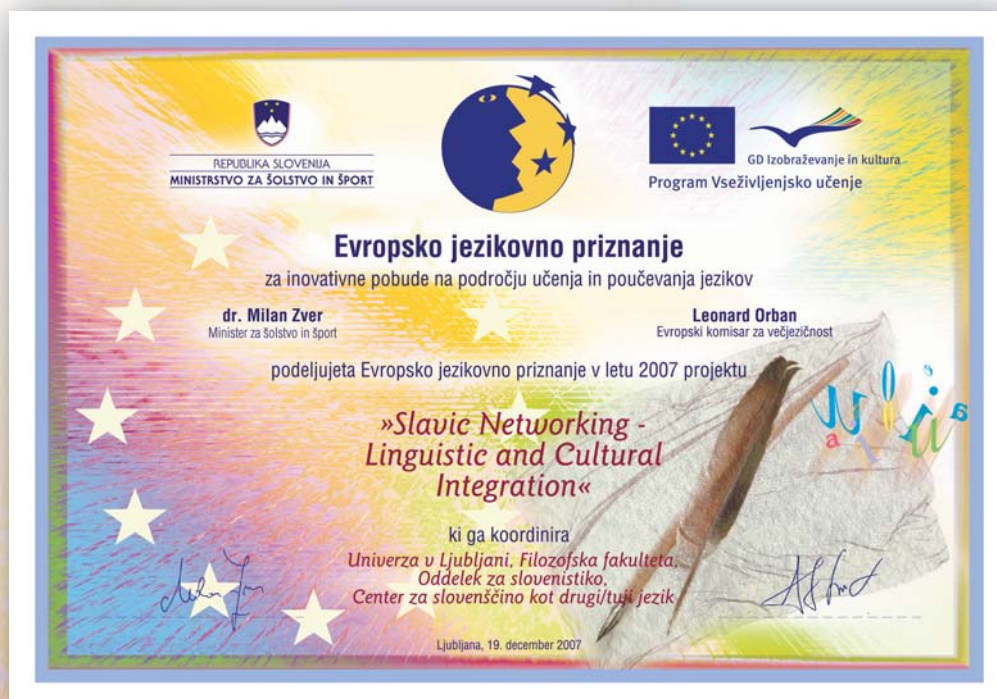 REPUBLIKA SLOVENIJA
MINISTRSTVO ZA ŠOLSTVO IN ŠPORT
GD Izobraževanje in kultura
Program Vseživljenjsko učenje
Evropsko jezikovno priznanje
za inovativne pobude na področju učenja in poučevanja jezikov
dr. Milan Zver
Minister za šolstvo in šport
Leonard Orban
Evropski komisar za večjezičnost
podeljujeta Evropsko jezikovno priznanje v letu 2007 projektu
»Slavic Networking -
Linguistic and Cultural
Integration«
ki ga koordinira
Univerza v Ljubljani, Filozofska fakulteta,
Oddelek za slovenistiko,
Center za slovenščino kot drugi/tuji jezik
Ljubljana, 19. december 2007